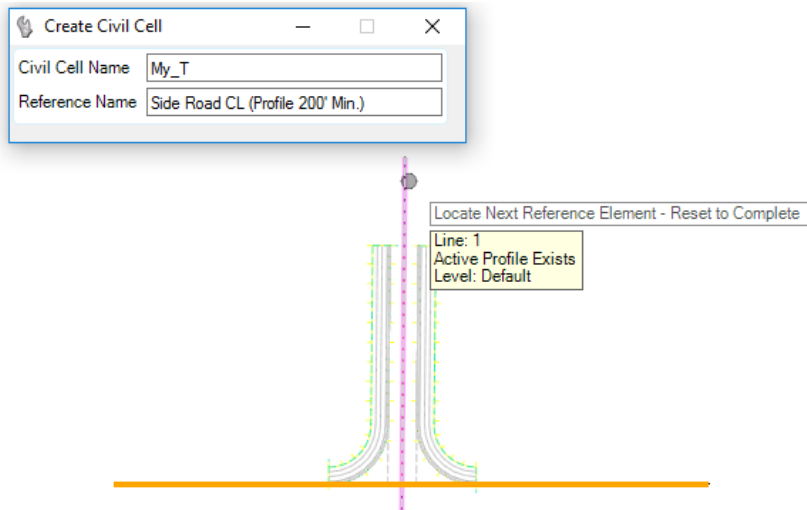 Create Civil Cell
Civil Cell Name My_T
Reference Name Side Road CL (Profile 200' Min.)
Locate Next Reference Element - Reset to Complete
Line: 1
Active Profile Exists
Level: Default